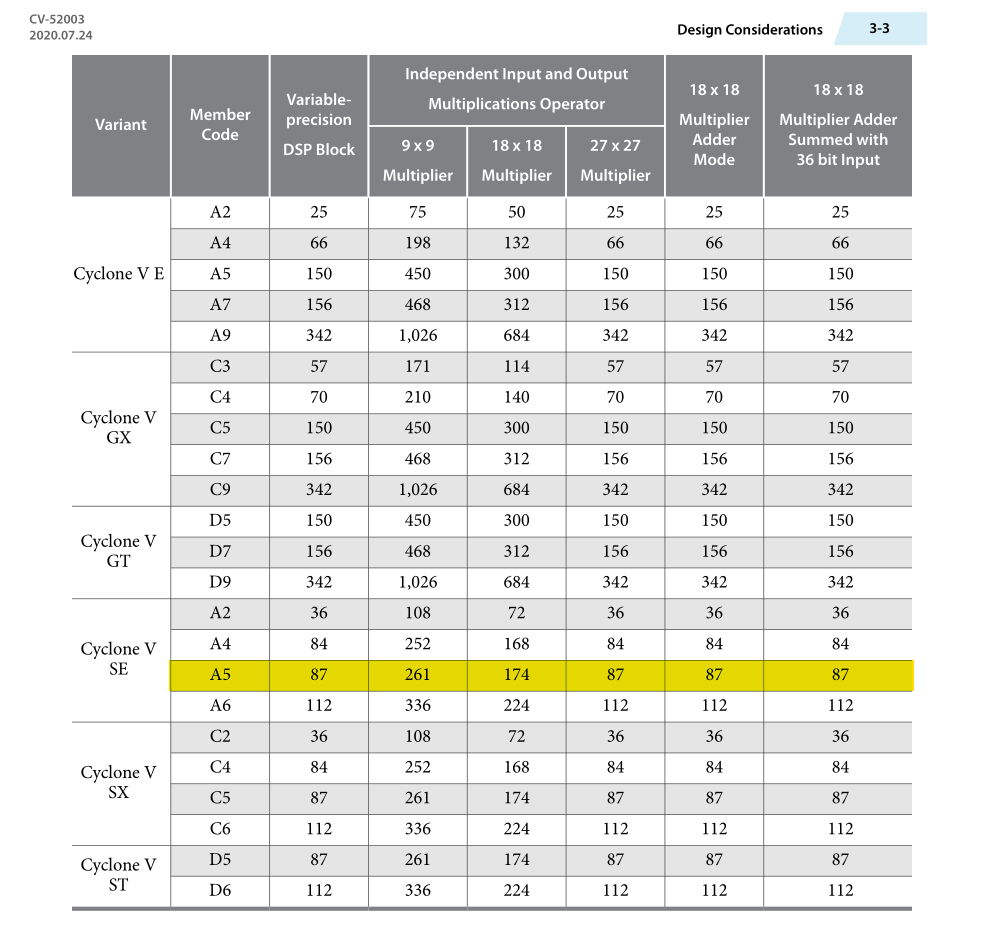 CV-52003
2020.07.24
Design Considerations 3-3
Variant Member Code Variable-precision DSP Block Independent Input and Output Multiplications Operator 18 x 18 Multiplier Adder Mode 18 x 18 Multiplier Adder Summed with 36 bit Input
9 x 9 Multiplier 18 x 18 Multiplier 27 x 27 Multiplier
Cyclone V E
A2 25 75 50 25 25 25
A4 66 198 132 66 66 66
A5 150 450 300 150 150 150
A7 156 468 312 156 156 156
A9 342 1,026 684 342 342 342
Cyclone V GX
C3 57 171 114 57 57 57
C4 70 210 140 70 70 70
C5 150 450 300 150 150 150
C7 156 468 312 156 156 156
C9 342 1,026 684 342 342 342
Cyclone V GT
D5 150 450 300 150 150 150
D7 156 468 312 156 156 156
D9 342 1,026 684 342 342 342
Cyclone V SE
A2 36 108 72 36 36 36
A4 84 252 168 84 84 84
A5 87 261 174 87 87 87
A6 112 336 224 112 112 112
Cyclone V SX
C2 36 108 72 36 36 36
C4 84 252 168 84 84 84
C5 87 261 174 87 87 87
C6 112 336 224 112 112 112
Cyclone V ST
D5 87 261 174 87 87 87
D6 112 336 224 112 112 112